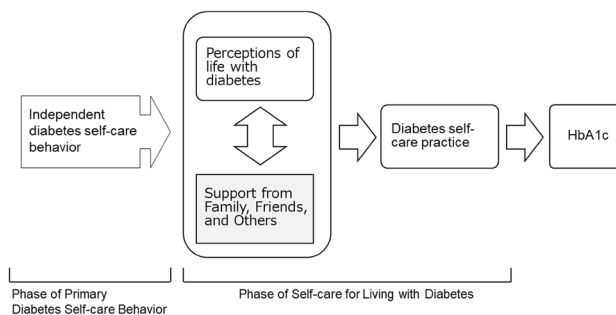 Perceptions of
life with
diabetes
Independent
diabetes self-care
behavior
Diabetes self-
care practice
HbA1c
Support from
Family, Friends,
and Others
Phase of Primary
Diabetes Self-care Behavior
Phase of Self-care for Living with Diabetes